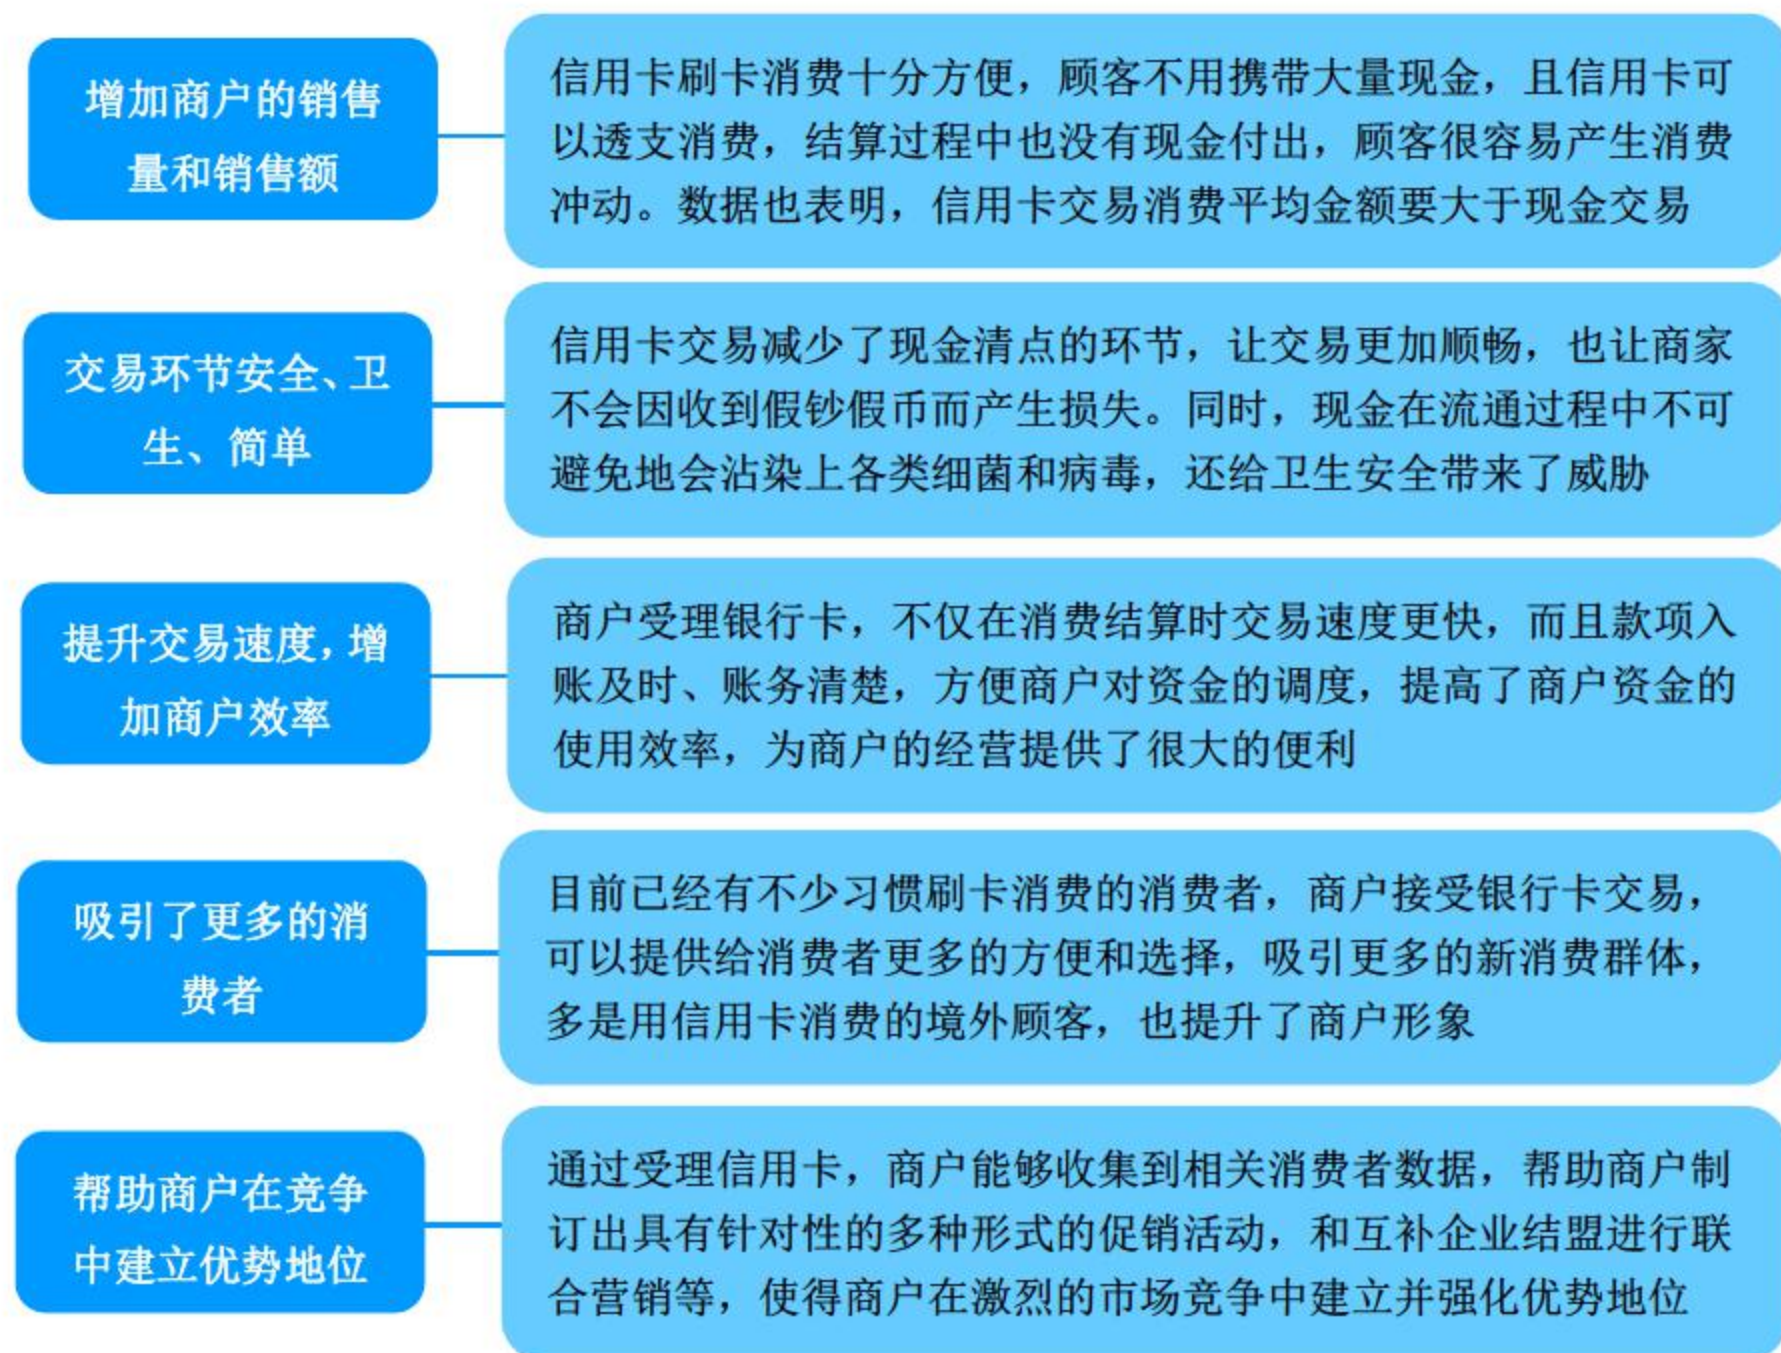 增加商户的销售
量和销售额
信用卡刷卡消费十分方便，顾客不用携带大量现金，且信用卡可
以透支消费，结算过程中也没有现金付出，顾客很容易产生消费
冲动。数据也表明，信用卡交易消费平均金额要大于现金交易
交易环节安全、卫
生、简单
信用卡交易减少了现金清点的环节，让交易更加顺畅，也让商家
不会因收到假钞假币而产生损失。同时，现金在流通过程中不可
避免地会沾染上各类细菌和病毒，还给卫生安全带来了威胁
提升交易速度，增
加商户效率
商户受理银行卡，不仅在消费结算时交易速度更快，而且款项入
账及时、账务清楚，方便商户对资金的调度，提高了商户资金的
使用效率，为商户的经营提供了很大的便利
吸引了更多的消
费者
目前已经有不少习惯刷卡消费的消费者，商户接受银行卡交易，
可以提供给消费者更多的方便和选择，吸引更多的新消费群体，
多是用信用卡消费的境外顾客，也提升了商户形象
帮助商户在竞争
中建立优势地位
通过受理信用卡，商户能够收集到相关消费者数据，帮助商户制
订出具有针对性的多种形式的促销活动，和互补企业结盟进行联
合营销等，使得商户在激烈的市场竞争中建立并强化优势地位